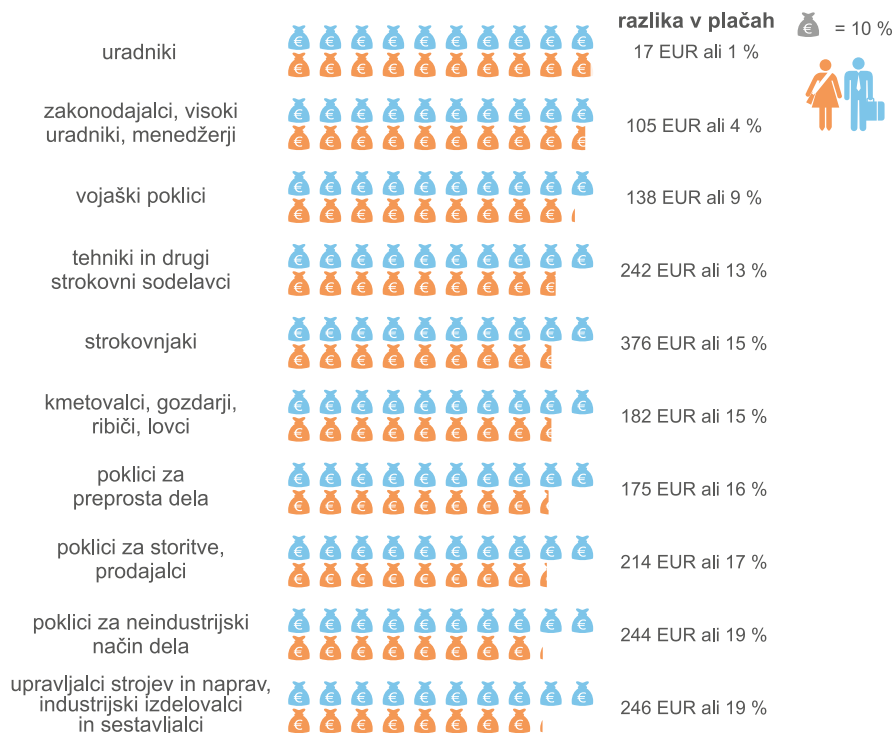 razlika v plačah
= 10 %
uradniki
17 EUR ali 1 %
zakonodajalci, visoki
uradniki, menedžerji
105 EUR ali 4 %
vojaški poklici
138 EUR ali 9 %
tehniki in drugi
strokovni sodelavci
242 EUR ali 13 %
strokovnjaki
376 EUR ali 15 %
kmetovalci, gozdarji,
ribiči, lovci
182 EUR ali 15 %
poklici za
preprosta dela
175 EUR ali 16 %
poklici za storitve,
prodajalci
214 EUR ali 17 %
poklici za neindustrijski
način dela
244 EUR ali 19 %
upravljalci strojev in naprav,
industrijski izdelovalci
in sestavljalci
246 EUR ali 19 %